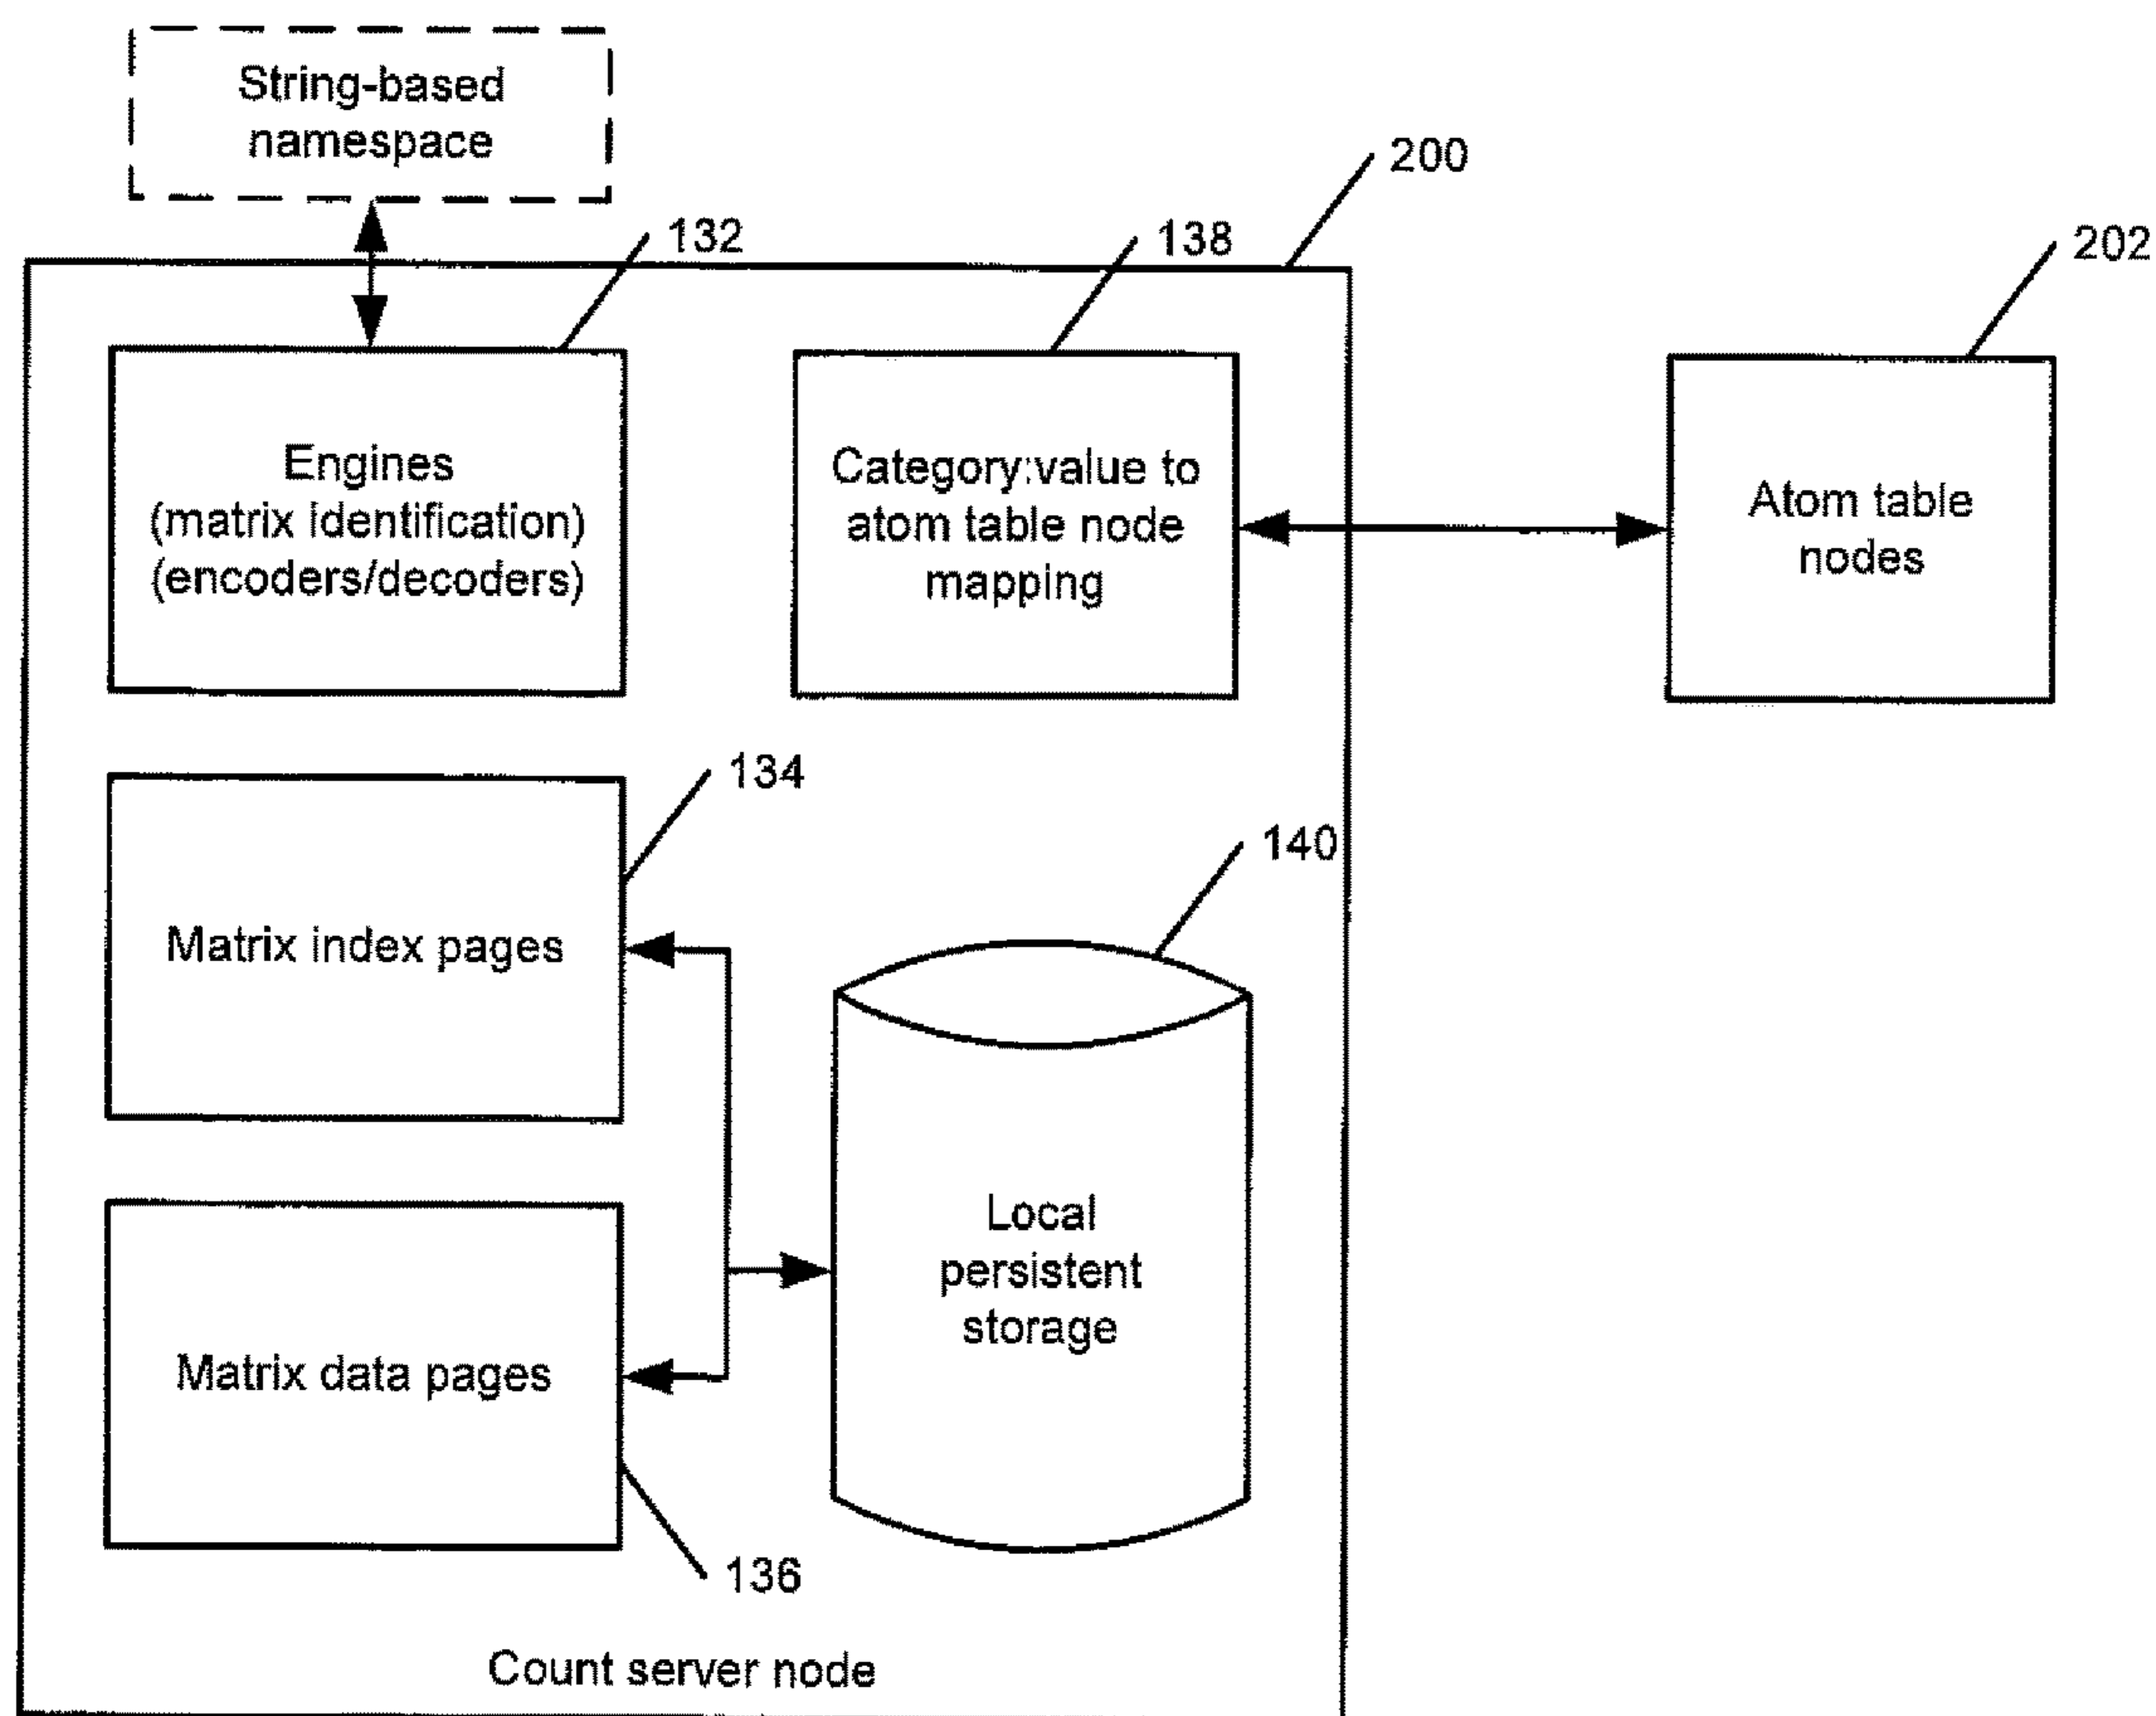 String-based
namespace
200
132
138
202
Engines
(matrix identification)
(encoders/decoders)
Category:value to
atom table node
mapping
Atom table
nodes
134
140
Matrix index pages
Local
persistent
storage
Matrix data pages
136
Count server node